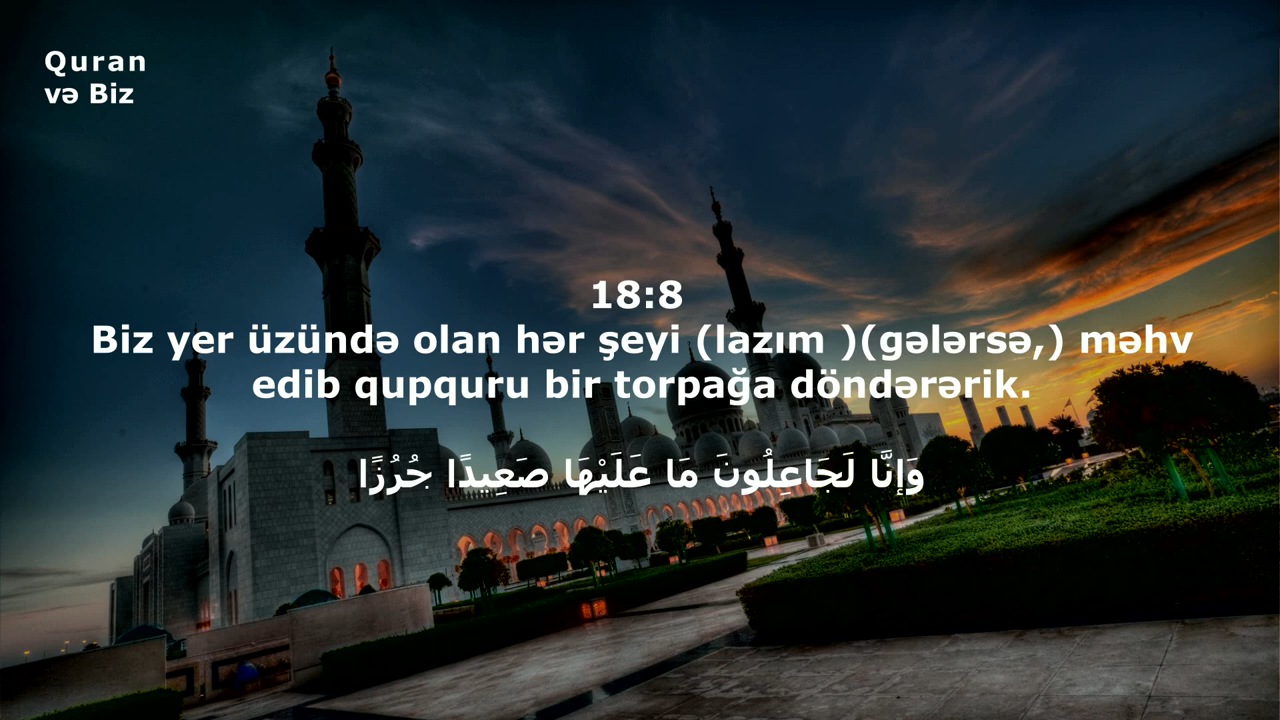 Quran
və Biz
18:8
Biz yer üzündə olan hər şeyi (lazım )(gələrsə,) məhv
edib qupquru bir torpağa döndərərik.
وَإِنَّا لَجَاعِلُونَ مَا عَلَيْهَا صَعِيدًا جُرُزًا